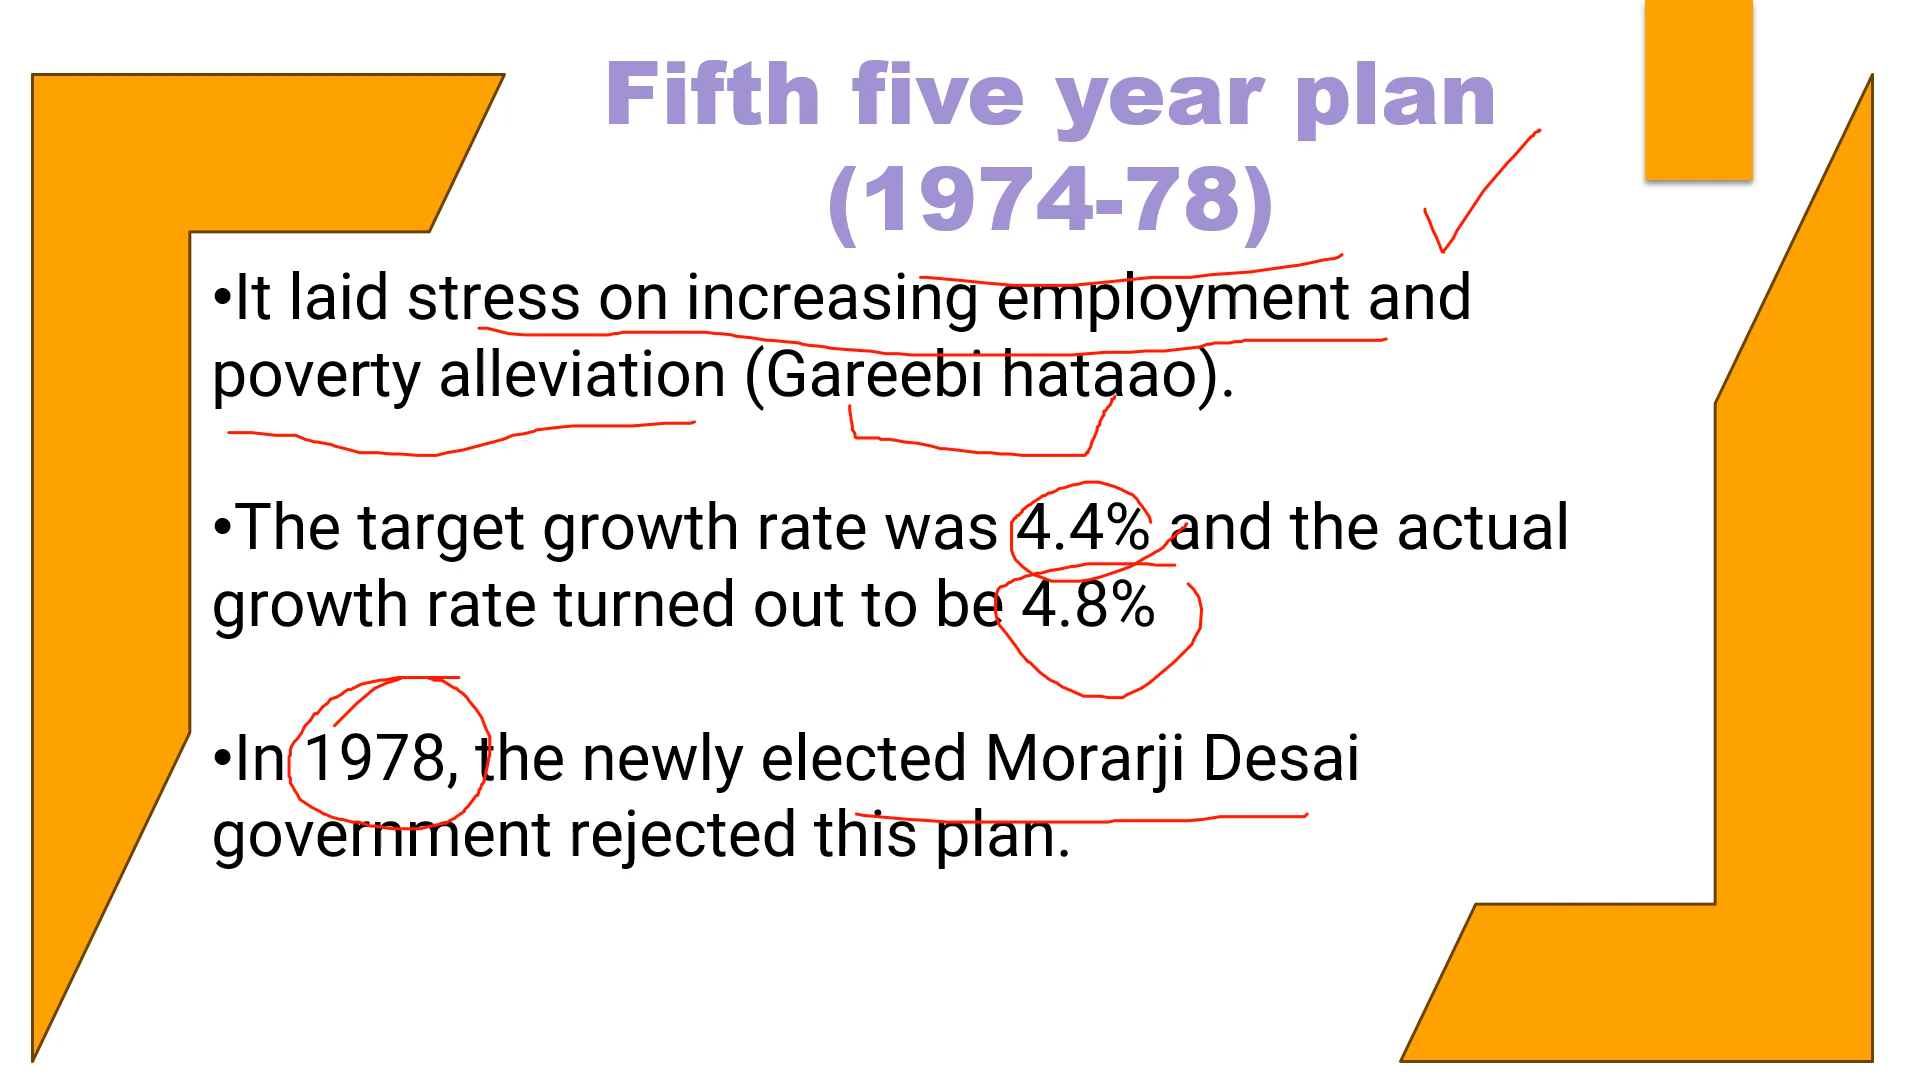 Fifth five year plan
(1974-78)
•It laid stress on increasing employment and
poverty alleviation (Gareebi hataao).
•The target growth rate was 4.4% and the actual
growth rate turned out to be 4.8%
•In 1978, the newly elected Morarji Desai
government rejected this plan.